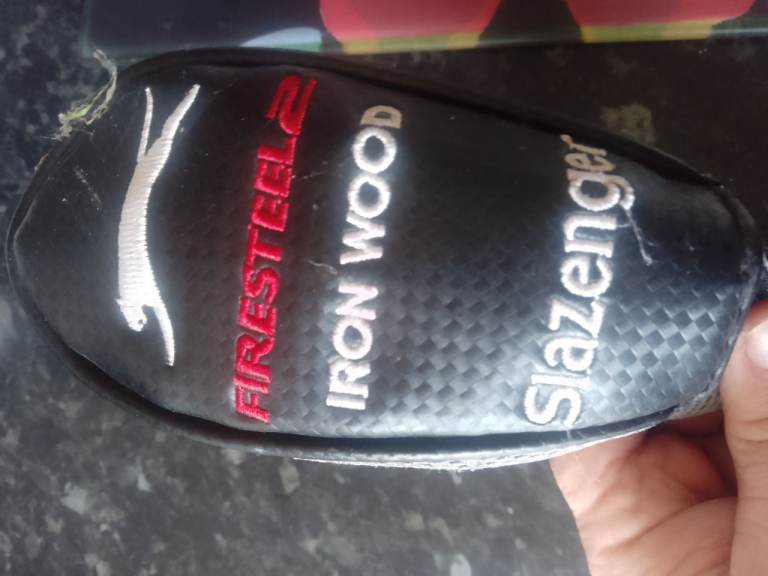 FIRESTEEL2
IRON WOOD
Slazenger